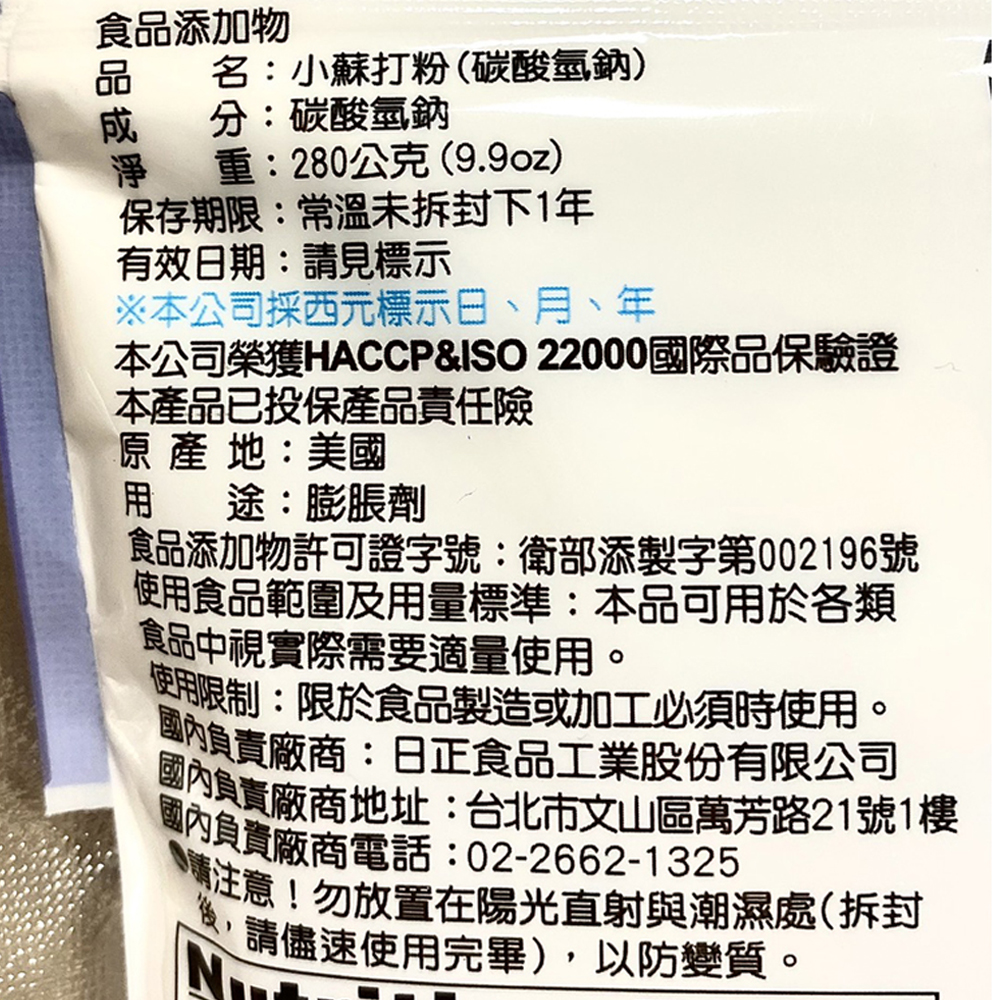 食品添加物
品　　名：小蘇打粉(碳酸氫鈉)
成　　分：碳酸氫鈉
淨　　重：280公克(9.9oz)
保存期限：常溫未拆封下1年
有效日期：請見標示
※本公司採西元標示日、月、年
本公司榮獲HACCP&ISO 22000國際品保驗證
本產品已投保產品責任險
原 產 地：美國
用　　途：膨脹劑
食品添加物許可證字號：衛部添製字第002196號
使用食品範圍及用量標準：本品可用於各類
食品中視實際需要適量使用。
使用限制：限於食品製造或加工必須時使用。
國內負責廠商：日正食品工業股份有限公司
國內負責廠商地址：台北市文山區萬芳路21號1樓
國內負責廠商電話：02-2662-1325
●請注意！勿放置在陽光直射與潮濕處(拆封
後，請儘速使用完畢)，以防變質。